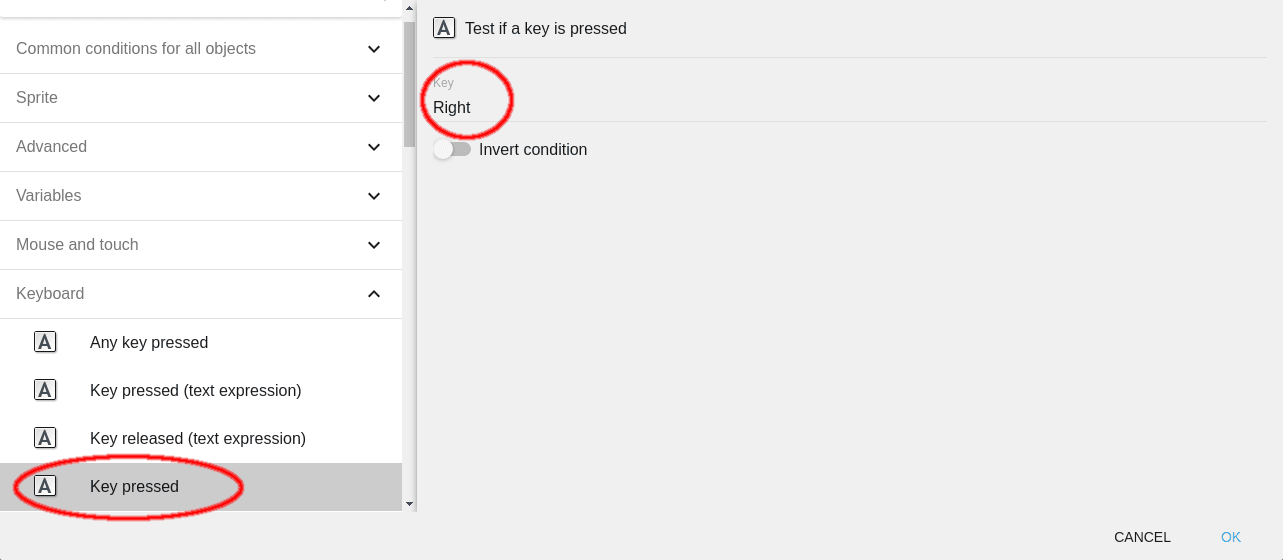 Common conditions for all objects
Sprite
Advanced
Variables
Mouse and touch
Keyboard
A Any key pressed
A Key pressed (text expression)
A Key released (text expression)
A Key pressed
A Test if a key is pressed
Key
Right
Invert condition
CANCEL OK